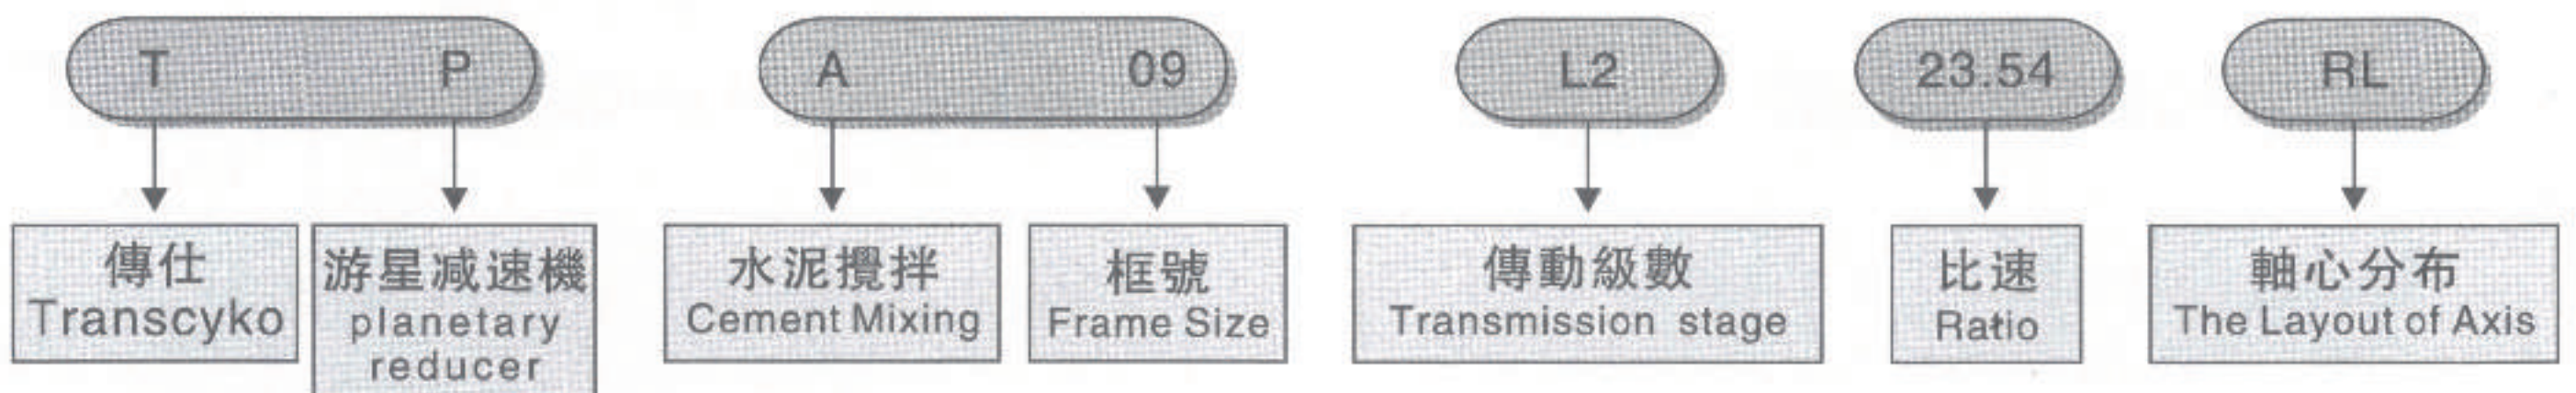 T P A 09 L2 23.54 RL
傳仕
Transcyko
游星减速機
planetary
reducer
水泥攪拌
Cement Mixing
框號
Frame Size
傳動級數
Transmission stage
比速
Ratio
軸心分布
The Layout of Axis